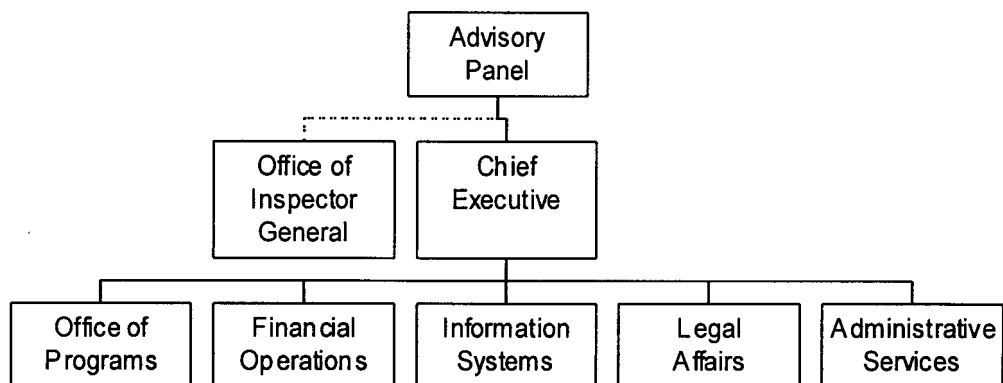 Advisory
Panel
Office of
Inspector
General
Chief
Executive
Office of
Programs
Financial
Operations
Information
Systems
Legal
Affairs
Administrative
Services